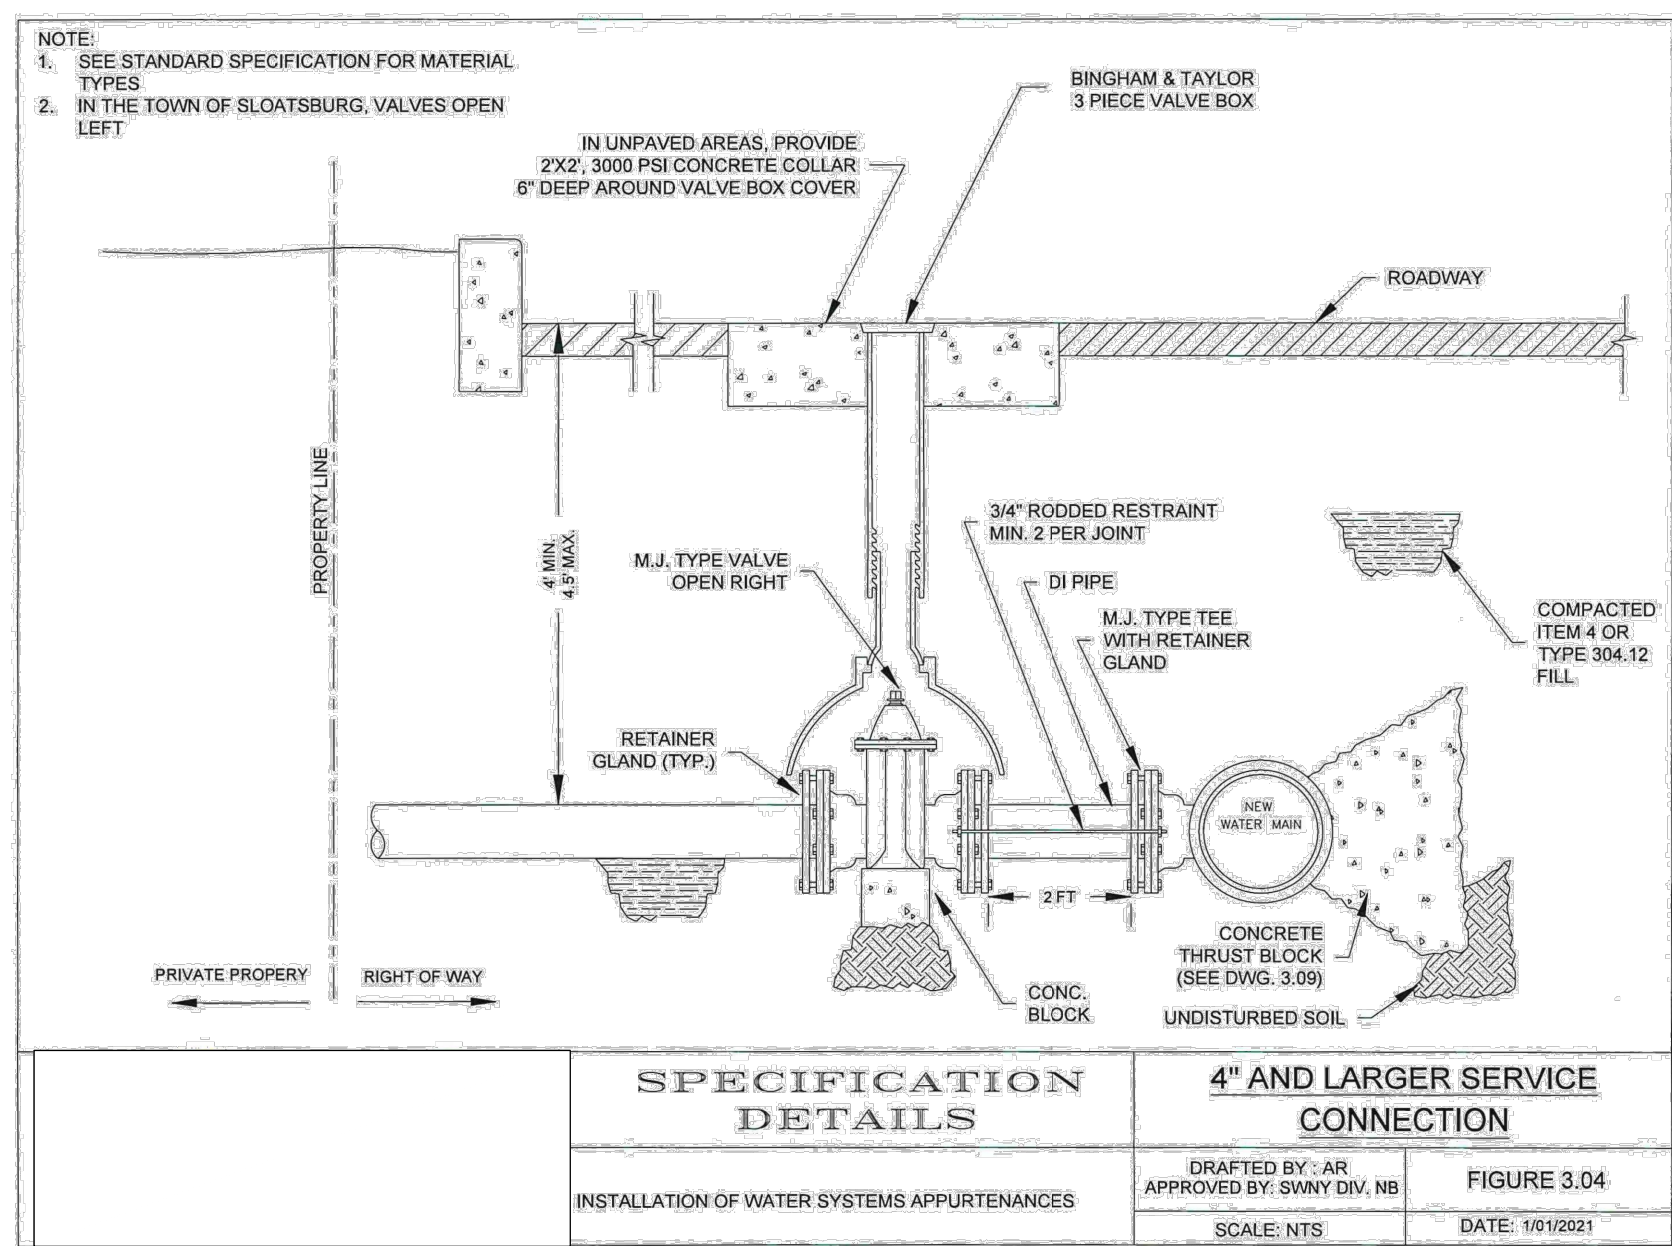 NOTE:
1. SEE STANDARD SPECIFICATION FOR MATERIAL
TYPES
2. IN THE TOWN OF SLOATSBURG, VALVES OPEN
LEFT
BINGHAM & TAYLOR
3 PIECE VALVE BOX
IN UNPAVED AREAS, PROVIDE
2'X2', 3000 PSI CONCRETE COLLAR
6" DEEP AROUND VALVE BOX COVER
ROADWAY
PROPERTY LINE
4' MIN.
4.5' MAX.
M.J. TYPE VALVE
OPEN RIGHT
3/4" RODDED RESTRAINT
MIN. 2 PER JOINT
DI PIPE
M.J. TYPE TEE
WITH RETAINER
GLAND
COMPACTED
ITEM 4 OR
TYPE 304.12
FILL
RETAINER
GLAND (TYP.)
NEW
WATER MAIN
2 FT
CONCRETE
THRUST BLOCK
(SEE DWG. 3.09)
PRIVATE PROPERY
RIGHT OF WAY
CONC.
BLOCK
UNDISTURBED SOIL
SPECIFICATION
DETAILS
INSTALLATION OF WATER SYSTEMS APPURTENANCES
4" AND LARGER SERVICE
CONNECTION
DRAFTED BY : AR
APPROVED BY: SWNY DIV. NB
FIGURE 3.04
SCALE: NTS
DATE: 1/01/2021